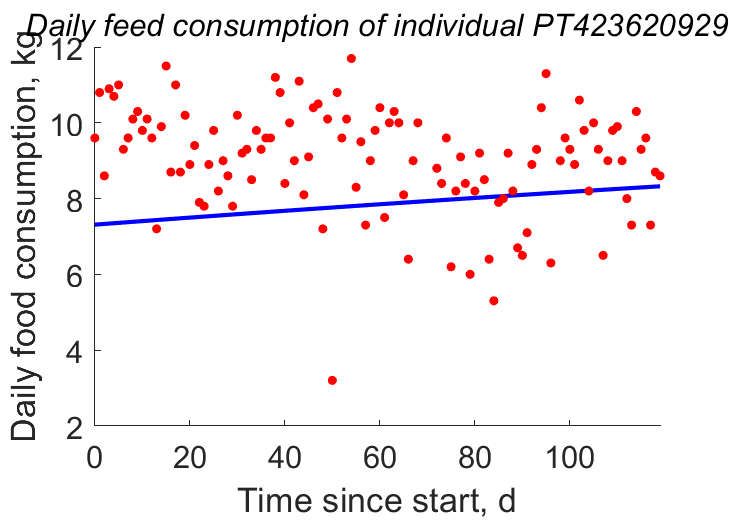 Daily feed consumption of individual PT423620929
Daily food consumption, kg
12
10
8
6
4
2
0 20 40 60 80 100
Time since start, d